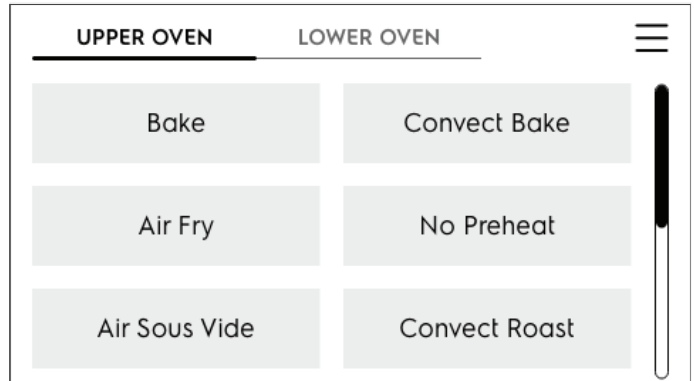 UPPER OVEN LOWER OVEN
Bake Convect Bake
Air Fry No Preheat
Air Sous Vide Convect Roast